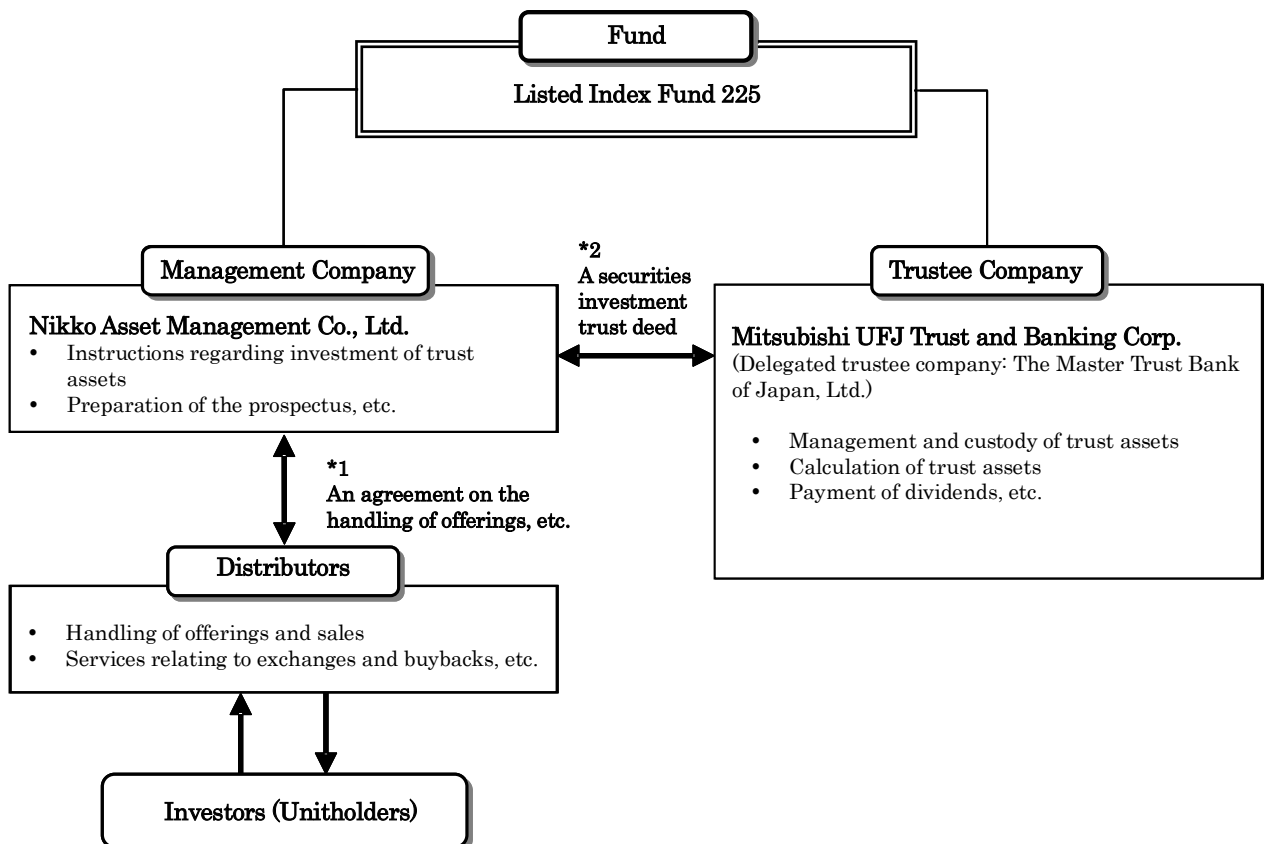 Fund
Listed Index Fund 225
Management Company
Nikko Asset Management Co., Ltd.
• Instructions regarding investment of trust
assets
• Preparation of the prospectus, etc.
*2
A securities
investment
trust deed
Trustee Company
Mitsubishi UFJ Trust and Banking Corp.
(Delegated trustee company: The Master Trust Bank
of Japan, Ltd.)
• Management and custody of trust assets
• Calculation of trust assets
• Payment of dividends, etc.
*1
An agreement on the
handling of offerings, etc.
Distributors
• Handling of offerings and sales
• Services relating to exchanges and buybacks, etc.
Investors (Unitholders)